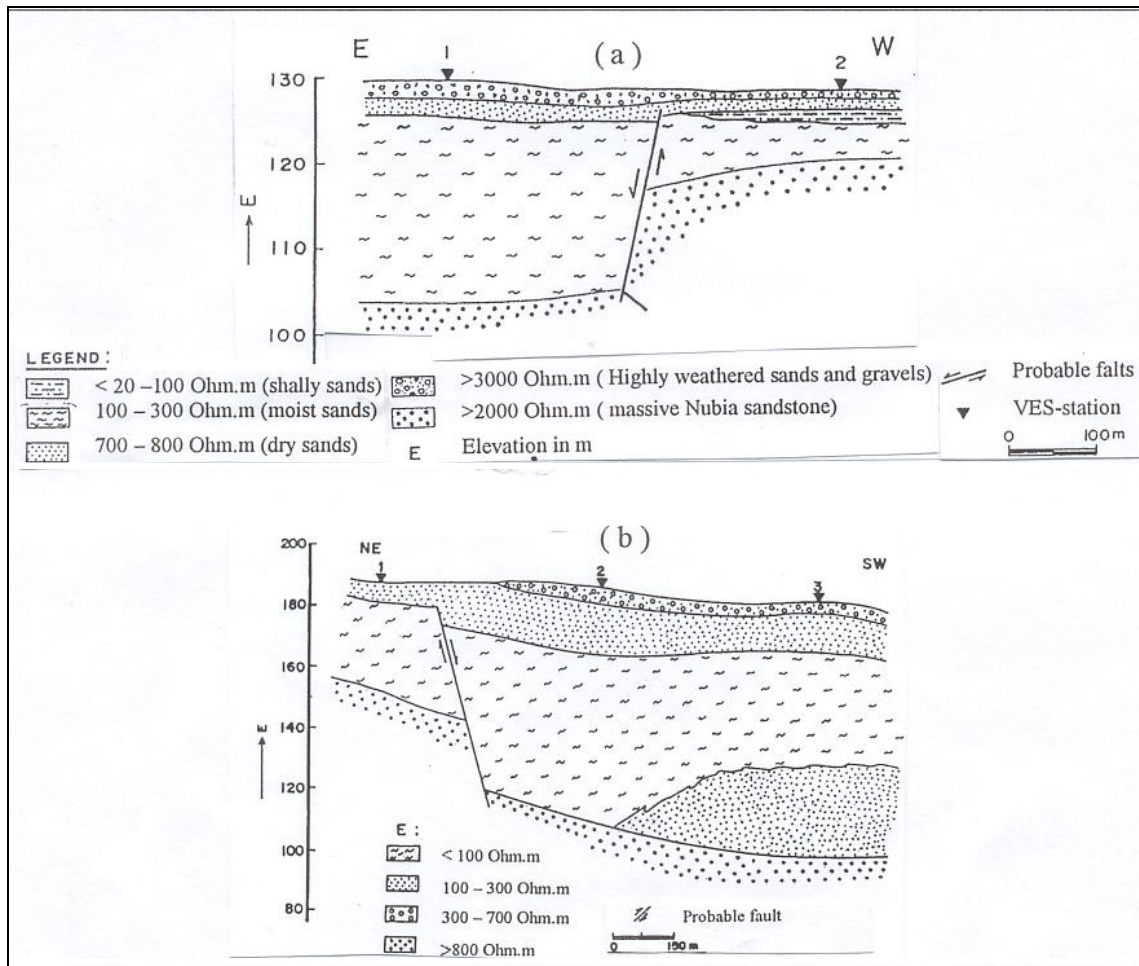 E
( a )
W
1
2
130
120
110
100
E
LEGEND :
< 20 –100 Ohm.m (shally sands)
100 – 300 Ohm.m (moist sands)
700 – 800 Ohm.m (dry sands)
>3000 Ohm.m ( Highly weathered sands and gravels)
>2000 Ohm.m ( massive Nubia sandstone)
E Elevation in m
Probable falts
VES-station
0 100m
( b )
NE
SW
1
2
3
200
180
160
140
120
100
80
E
E :
< 100 Ohm.m
100 – 300 Ohm.m
300 – 700 Ohm.m
>800 Ohm.m
Probable fault
0 150 m